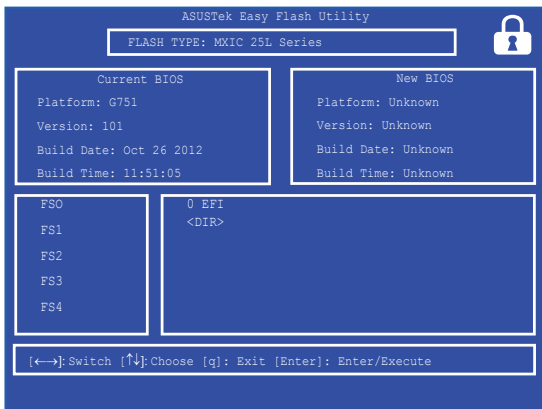 ASUSTek Easy Flash Utility
FLASH TYPE: MXIC 25L Series
Current BIOS
Platform: G751
Version: 101
Build Date: Oct 26 2012
Build Time: 11:51:05
New BIOS
Platform: Unknown
Version: Unknown
Build Date: Unknown
Build Time: Unknown
FSO
FS1
FS2
FS3
FS4
0 EFI
<DIR>
[←→]: Switch [↑↓]: Choose [q]: Exit [Enter]: Enter/Execute